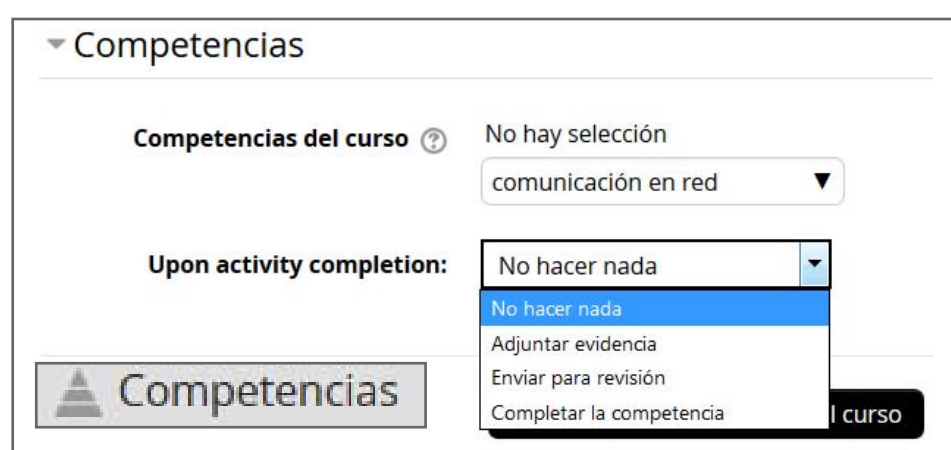 Competencias
Competencias del curso
No hay selección
comunicación en red
Upon activity completion:
No hacer nada
No hacer nada
Adjuntar evidencia
Enviar para revisión
Completar la competencia
Competencias
l curso